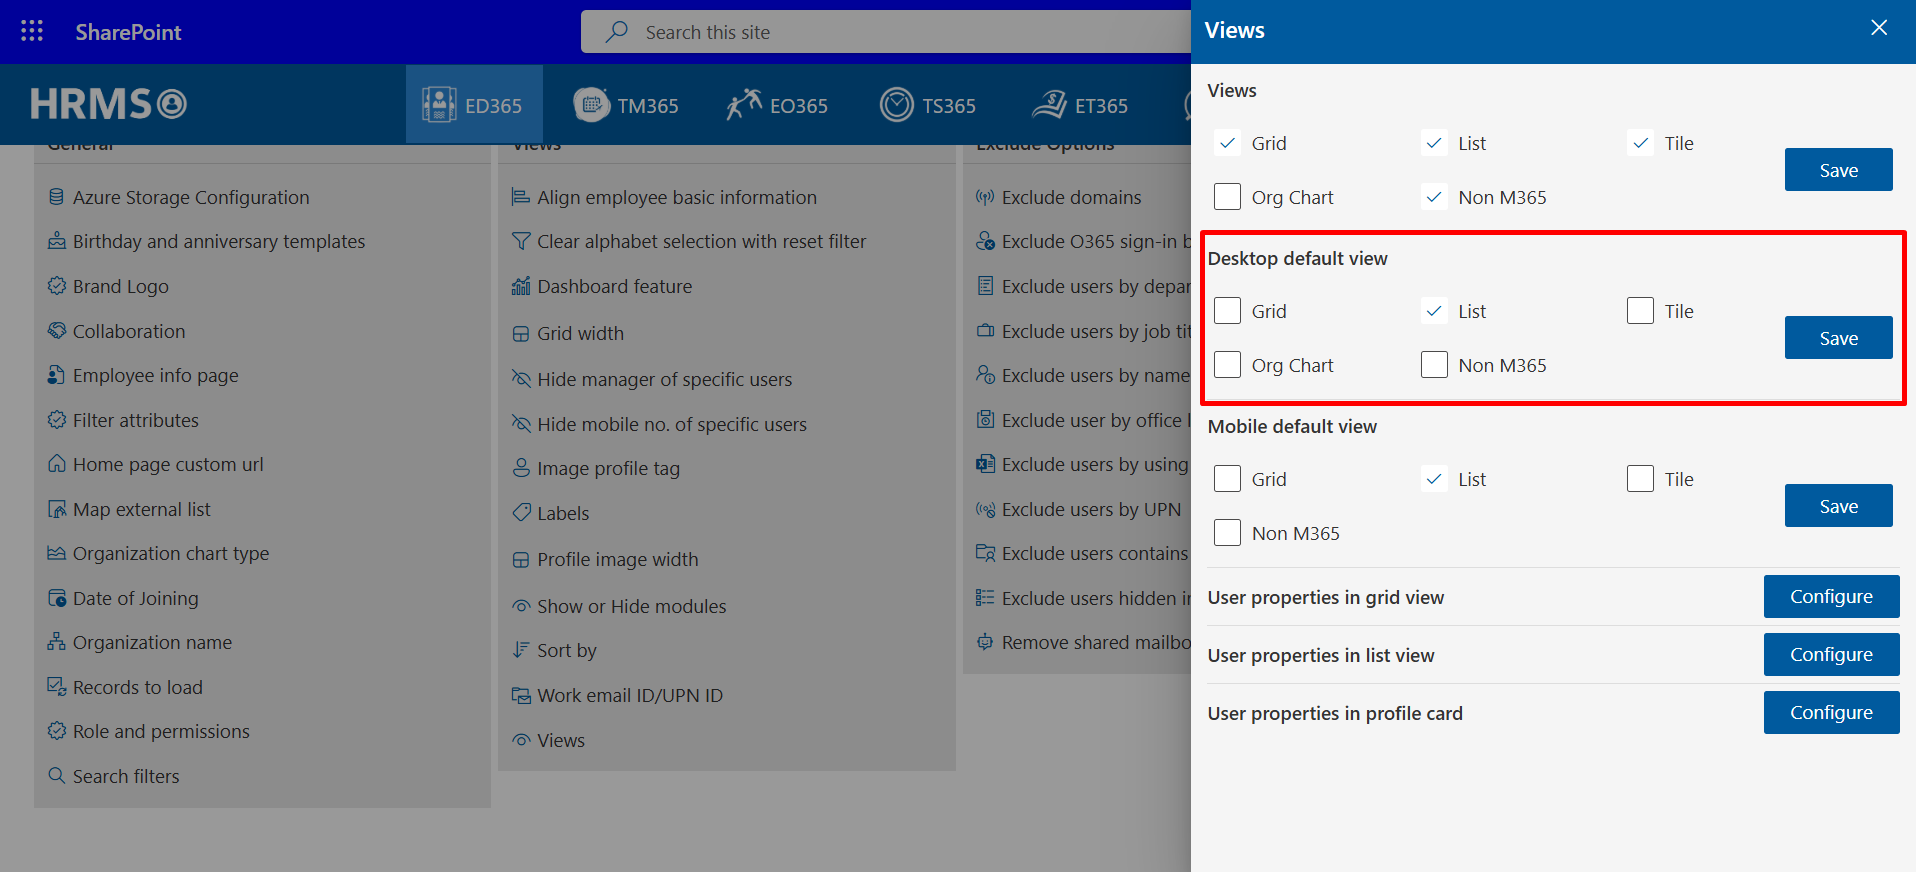 SharePoint
Search this site
HRMS
ED365
TM365
EO365
TS365
ET365
General
Azure Storage Configuration
Birthday and anniversary templates
Brand Logo
Collaboration
Employee info page
Filter attributes
Home page custom url
Map external list
Organization chart type
Date of Joining
Organization name
Records to load
Role and permissions
Search filters
Views
Align employee basic information
Clear alphabet selection with reset filter
Dashboard feature
Grid width
Hide manager of specific users
Hide mobile no. of specific users
Image profile tag
Labels
Profile image width
Show or Hide modules
Sort by
Work email ID/UPN ID
Views
Exclude Options
Exclude domains
Exclude O365 sign-in b
Exclude users by depar
Exclude users by job tit
Exclude users by name
Exclude user by office l
Exclude users by using
Exclude users by UPN
Exclude users contains
Exclude users hidden in
Remove shared mailbo
Views
Views
Grid List Tile
Save
Org Chart Non M365
Desktop default view
Grid List Tile
Save
Org Chart Non M365
Mobile default view
Grid List Tile
Save
Non M365
User properties in grid view Configure
User properties in list view Configure
User properties in profile card Configure